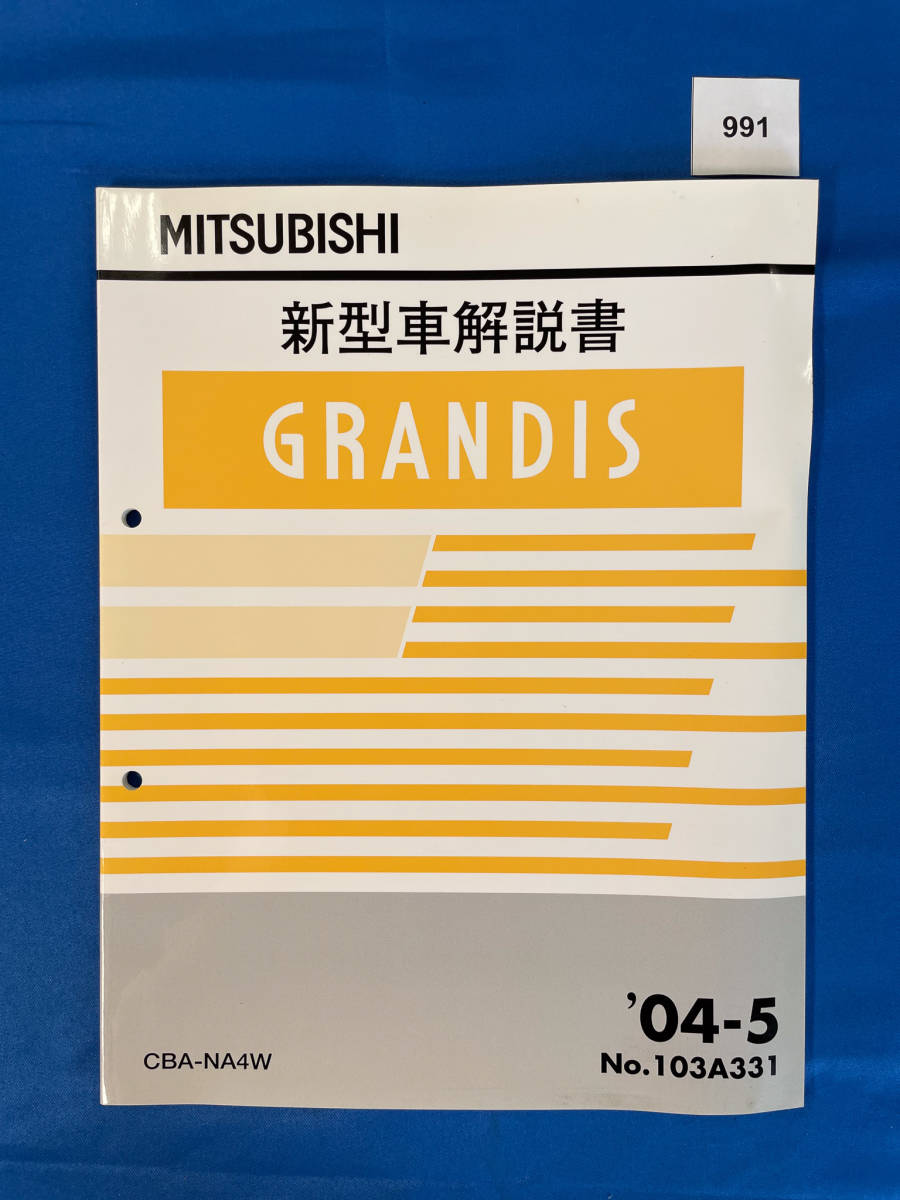 991
MITSUBISHI
新型車解説書
GRANDIS
'04-5
CBA-NA4W
No.103A331